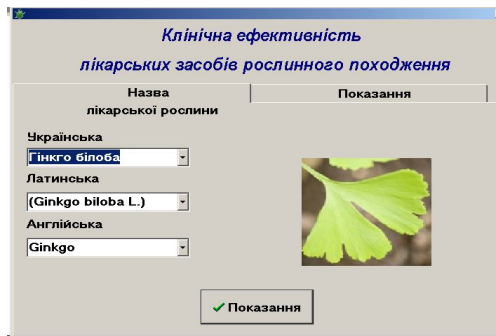 Клінічна ефективність
лікарських засобів рослинного походження
Назва
лікарської рослини
Показання
Українська
Гінкго білоба
Латинська
(Ginkgo biloba L.)
Англійська
Ginkgo
Показання